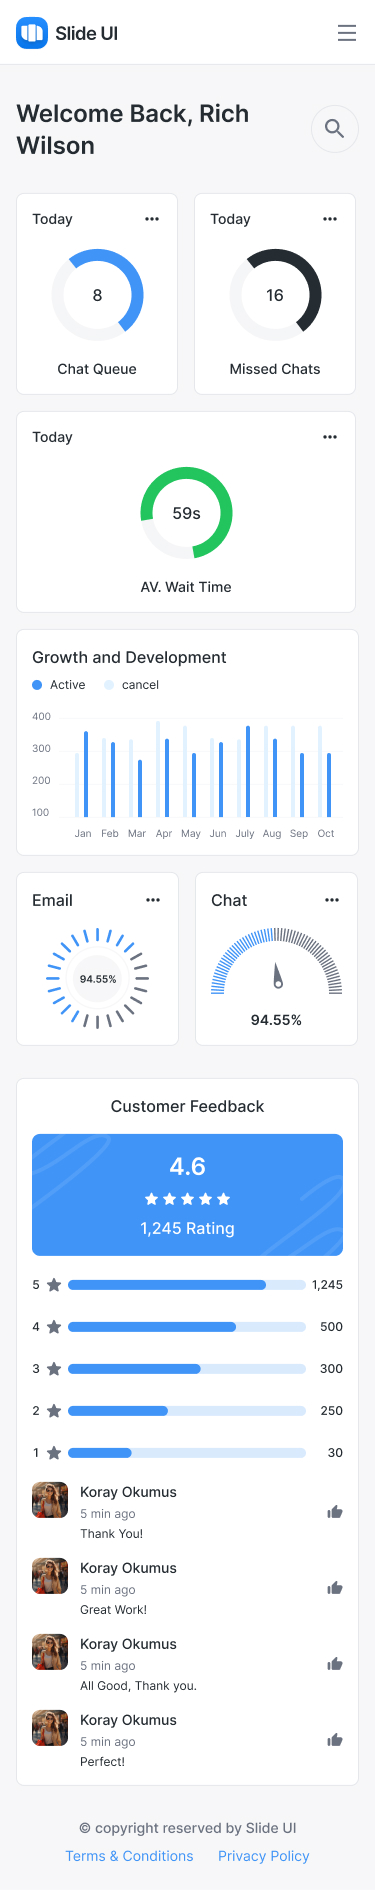 Slide UI
Welcome Back, Rich
Wilson
Today
8
Chat Queue
Today
16
Missed Chats
Today
59s
AV. Wait Time
Growth and Development
Active cancel
400
300
200
100
Jan Feb Mar Apr May Jun July Aug Sep Oct
Email
94.55%
Chat
94.55%
Customer Feedback
4.6
1,245 Rating
5 1,245
4 500
3 300
2 250
1 30
Koray Okumus
5 min ago
Thank You!
Koray Okumus
5 min ago
Great Work!
Koray Okumus
5 min ago
All Good, Thank you.
Koray Okumus
5 min ago
Perfect!
© copyright reserved by Slide UI
Terms & Conditions Privacy Policy